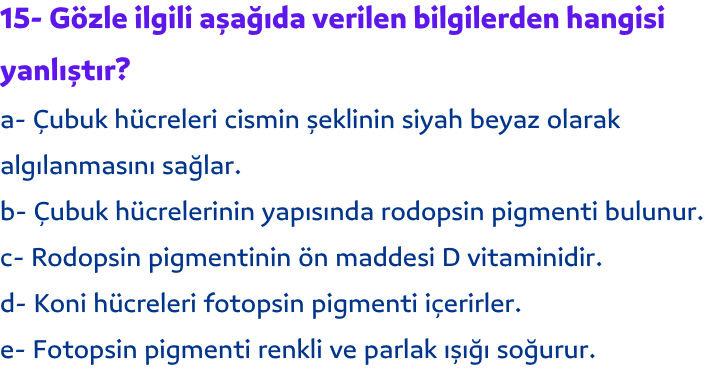 15- Gözle ilgili aşağıda verilen bilgilerden hangisi
yanlıştır?
a- Çubuk hücreleri cismin şeklinin siyah beyaz olarak
algılanmasını sağlar.
b- Çubuk hücrelerinin yapısında rodopsin pigmenti bulunur.
c- Rodopsin pigmentinin ön maddesi D vitaminidir.
d- Koni hücreleri fotopsin pigmenti içerirler.
e- Fotopsin pigmenti renkli ve parlak ışığı soğurur.